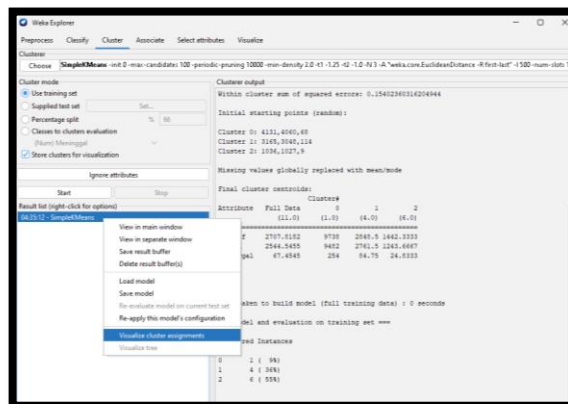 Weka Explorer
Preprocess Classify Cluster Associate Select attributes Visualize
Clusterer
Choose SimpleKMeans -init 0 -max-candidates 100 -periodic-pruning 10000 -min-density 2.0 -t1 -1.25 -t2 -1.0 -N 3 -A "weka.core.EuclideanDistance -R first-last" -I 500 -num-slots 1
Cluster mode
Use training set
Supplied test set Set...
Percentage split % 66
Classes to clusters evaluation
(Num) Meninggal
Store clusters for visualization
Ignore attributes
Start Stop
Result list (right-click for options)
04:35:12 - SimpleKMeans
View in main window
View in separate window
Save result buffer
Delete result buffer(s)
Load model
Save model
Re-evaluate model on current test set
Re-apply this model's configuration
Visualize cluster assignments
Visualize tree
Clusterer output
Within cluster sum of squared errors: 0.15402360316204944
Initial starting points (random):
Cluster 0: 4131,4060,68
Cluster 1: 3165,3048,114
Cluster 2: 1036,1027,9
Missing values globally replaced with mean/mode
Final cluster centroids:
Cluster#
Attribute Full Data 0 1 2
(11.0) (1.0) (4.0) (6.0)
f 2707.8182 9738 2848.5 1442.3333
2544.5455 9482 2761.5 1243.6667
gal 67.4545 254 84.75 24.8333
aken to build model (full training data) : 0 seconds
del and evaluation on training set ===
red Instances
0 1 ( 9%)
1 4 ( 36%)
2 6 ( 55%)